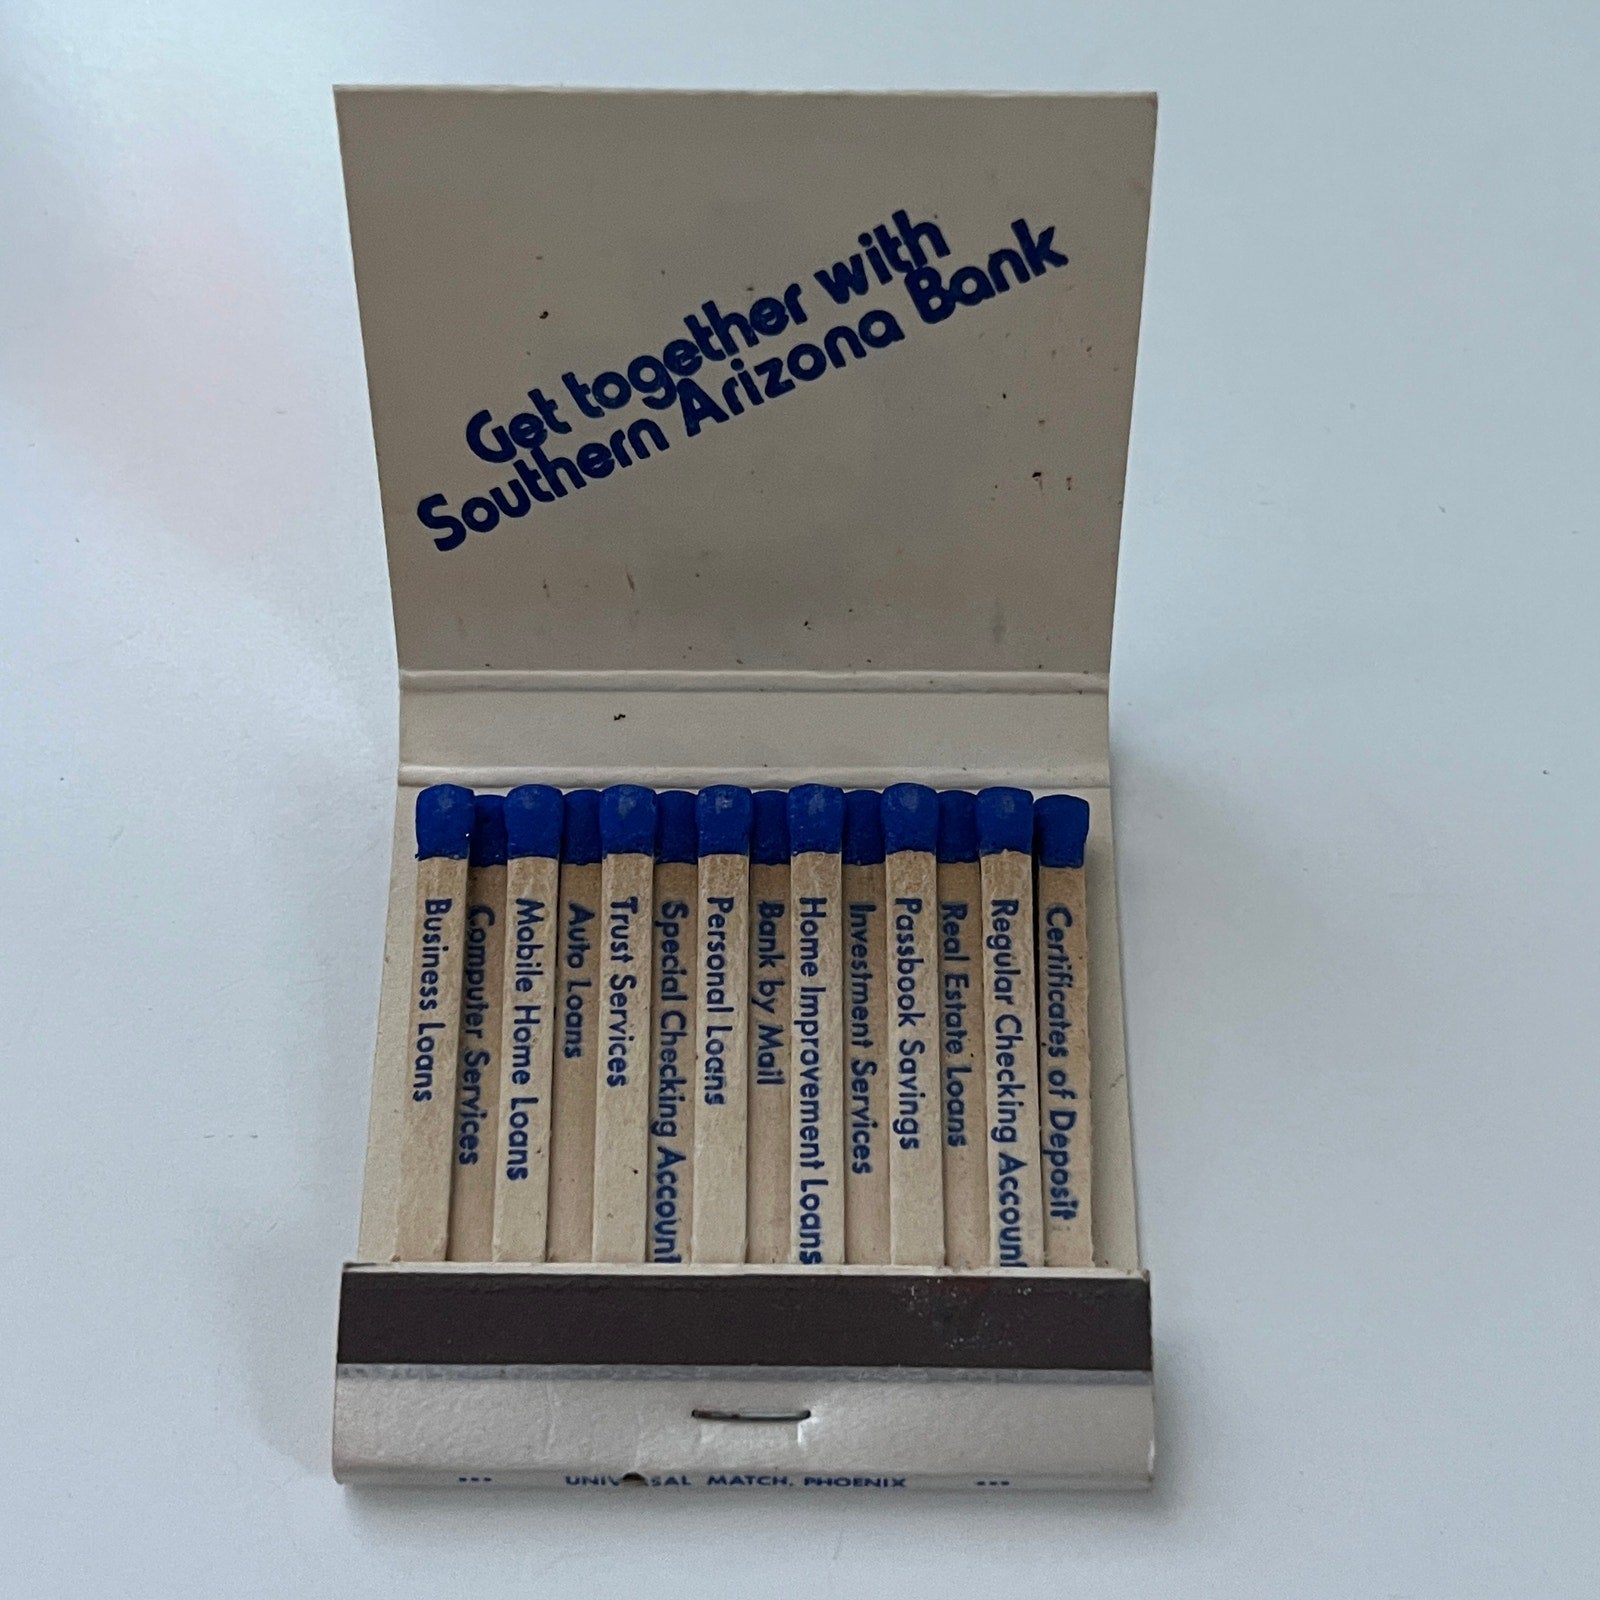 Get together with
Southern Arizona Bank
Business Loans
Computer Services
Mobile Home Loans
Auto Loans
Trust Services
Special Checking Account
Personal Loans
Bank by Mail
Home Improvement Loans
Investment Services
Passbook Savings
Real Estate Loans
Regular Checking Account
Certificates of Deposit
UNIVERSAL MATCH, PHOENIX